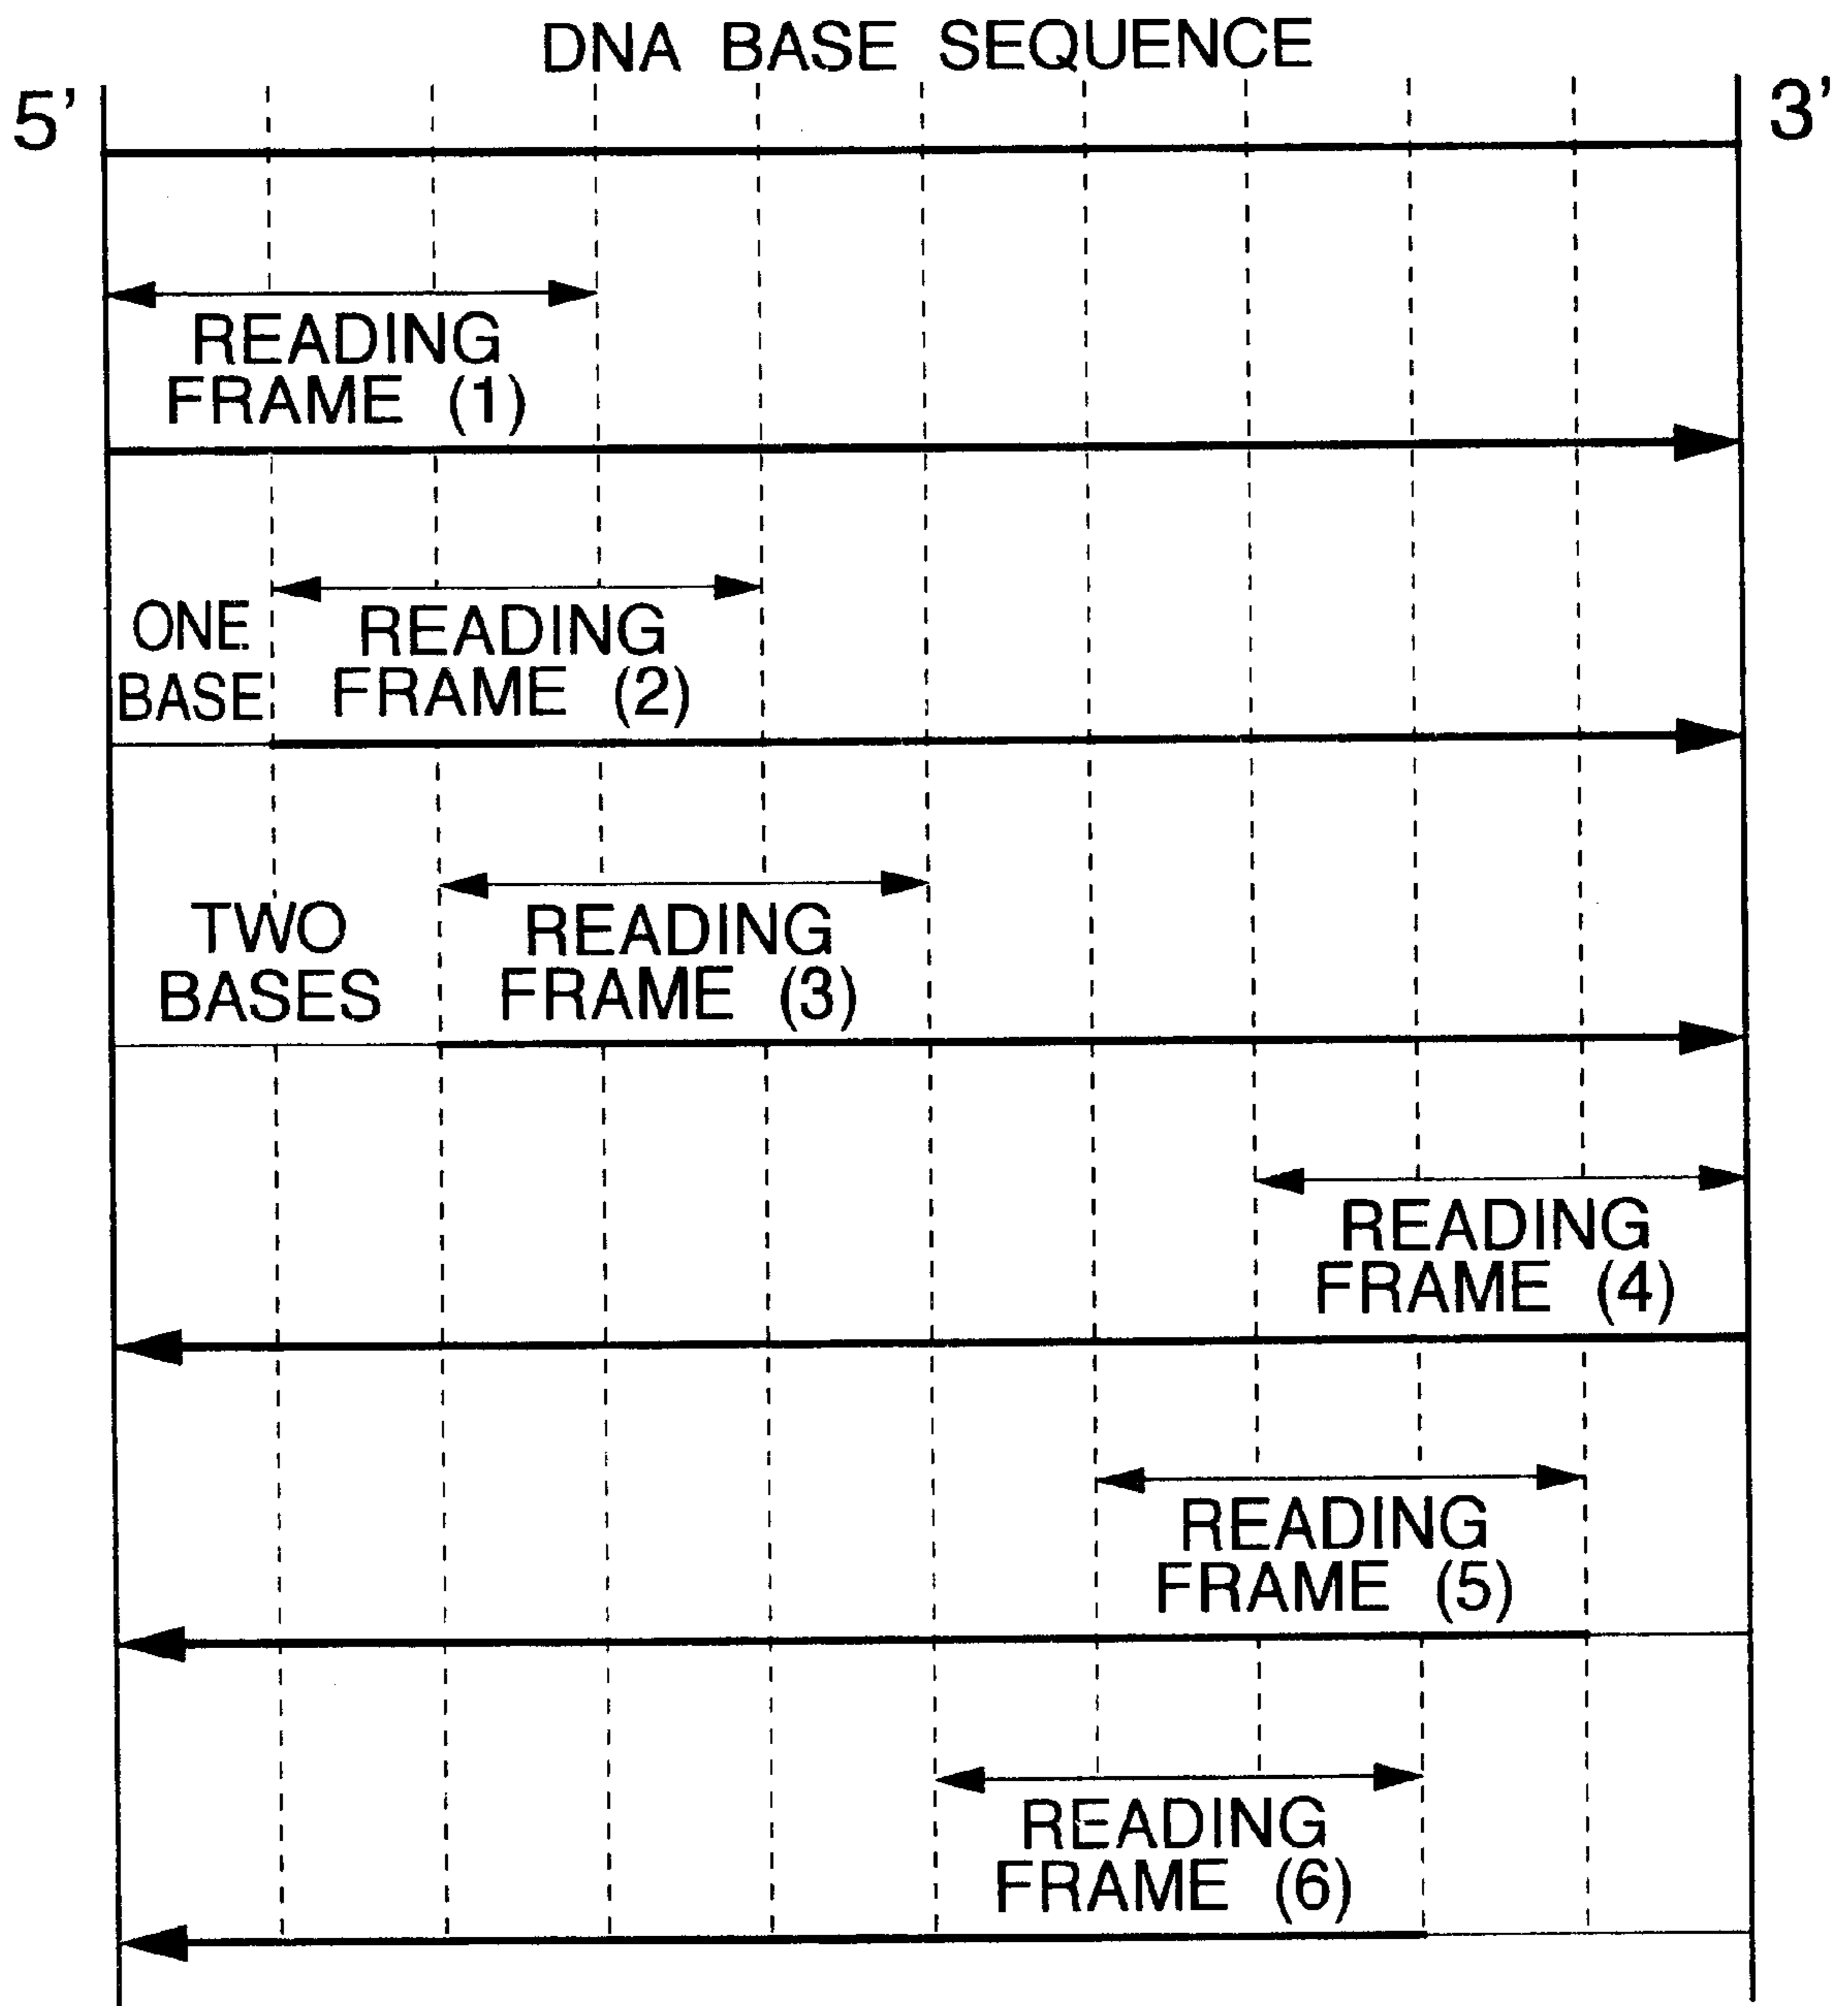 DNA BASE SEQUENCE
5'
3'
READING
FRAME (1)
ONE
BASE
READING
FRAME (2)
TWO
BASES
READING
FRAME (3)
READING
FRAME (4)
READING
FRAME (5)
READING
FRAME (6)